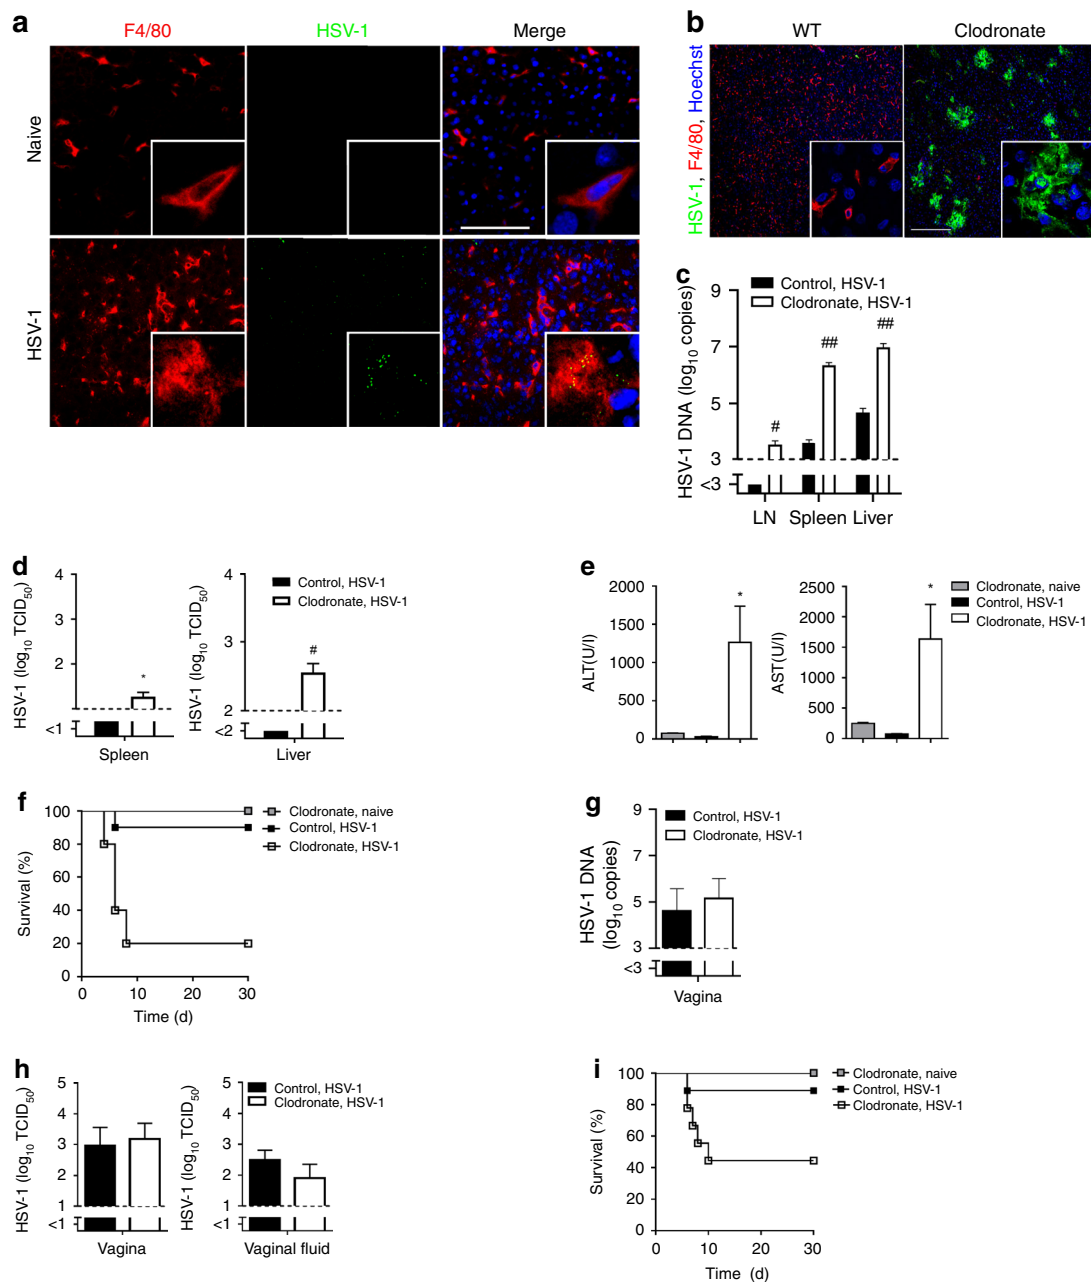 a
F4/80
HSV-1
Merge
Naive
HSV-1
b
WT
Clodronate
HSV-1, F4/80, Hoechst
c
Control, HSV-1
Clodronate, HSV-1
HSV-1 DNA (log10 copies)
9
7
5
3
<3
#
##
##
LN Spleen Liver
d
HSV-1 (log10 TCID50)
4
3
2
<1
*
Spleen
HSV-1 (log10 TCID50)
4
3
2
<2
#
Liver
Control, HSV-1
Clodronate, HSV-1
e
ALT(U/l)
2000
1500
1000
500
0
*
AST(U/l)
2500
2000
1500
1000
500
0
*
Clodronate, naive
Control, HSV-1
Clodronate, HSV-1
f
Survival (%)
100
80
60
40
20
0
0 10 20 30
Time (d)
Clodronate, naive
Control, HSV-1
Clodronate, HSV-1
g
HSV-1 DNA
(log10 copies)
9
7
5
3
<3
Control, HSV-1
Clodronate, HSV-1
Vagina
h
HSV-1 (log10 TCID50)
5
4
3
2
1
<1
Vagina
HSV-1 (log10 TCID50)
5
4
3
2
1
<1
Vaginal fluid
Control, HSV-1
Clodronate, HSV-1
i
Survival (%)
100
80
60
40
20
0
0 10 20 30
Time (d)
Clodronate, naive
Control, HSV-1
Clodronate, HSV-1